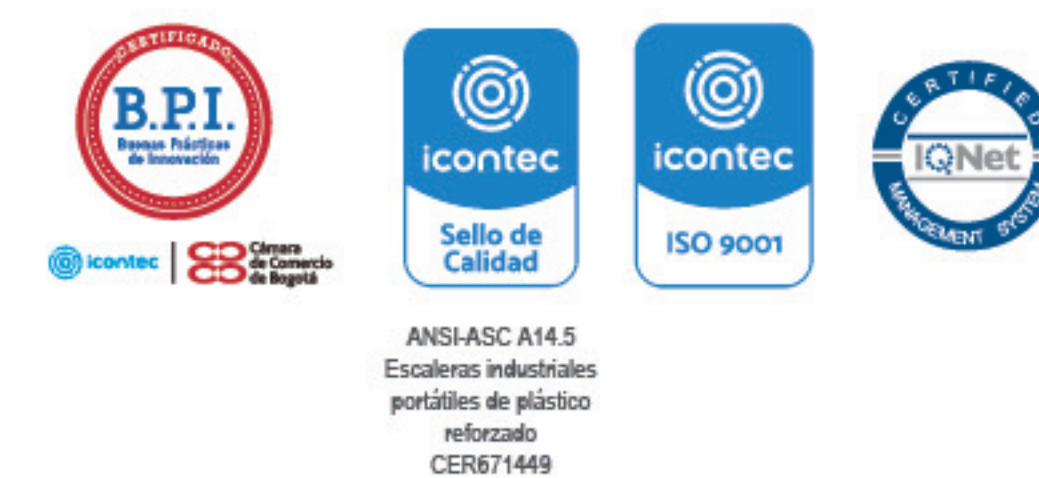 CERTIFICADO
B.P.I.
Buenas Prácticas
de Innovación
icontec
Cámara
de Comercio
de Bogotá
icontec
Sello de
Calidad
ANSI-ASC A14.5
Escaleras industriales
portátiles de plástico
reforzado
CER671449
icontec
ISO 9001
CERTIFIED
IQNet
MANAGEMENT SYSTEM